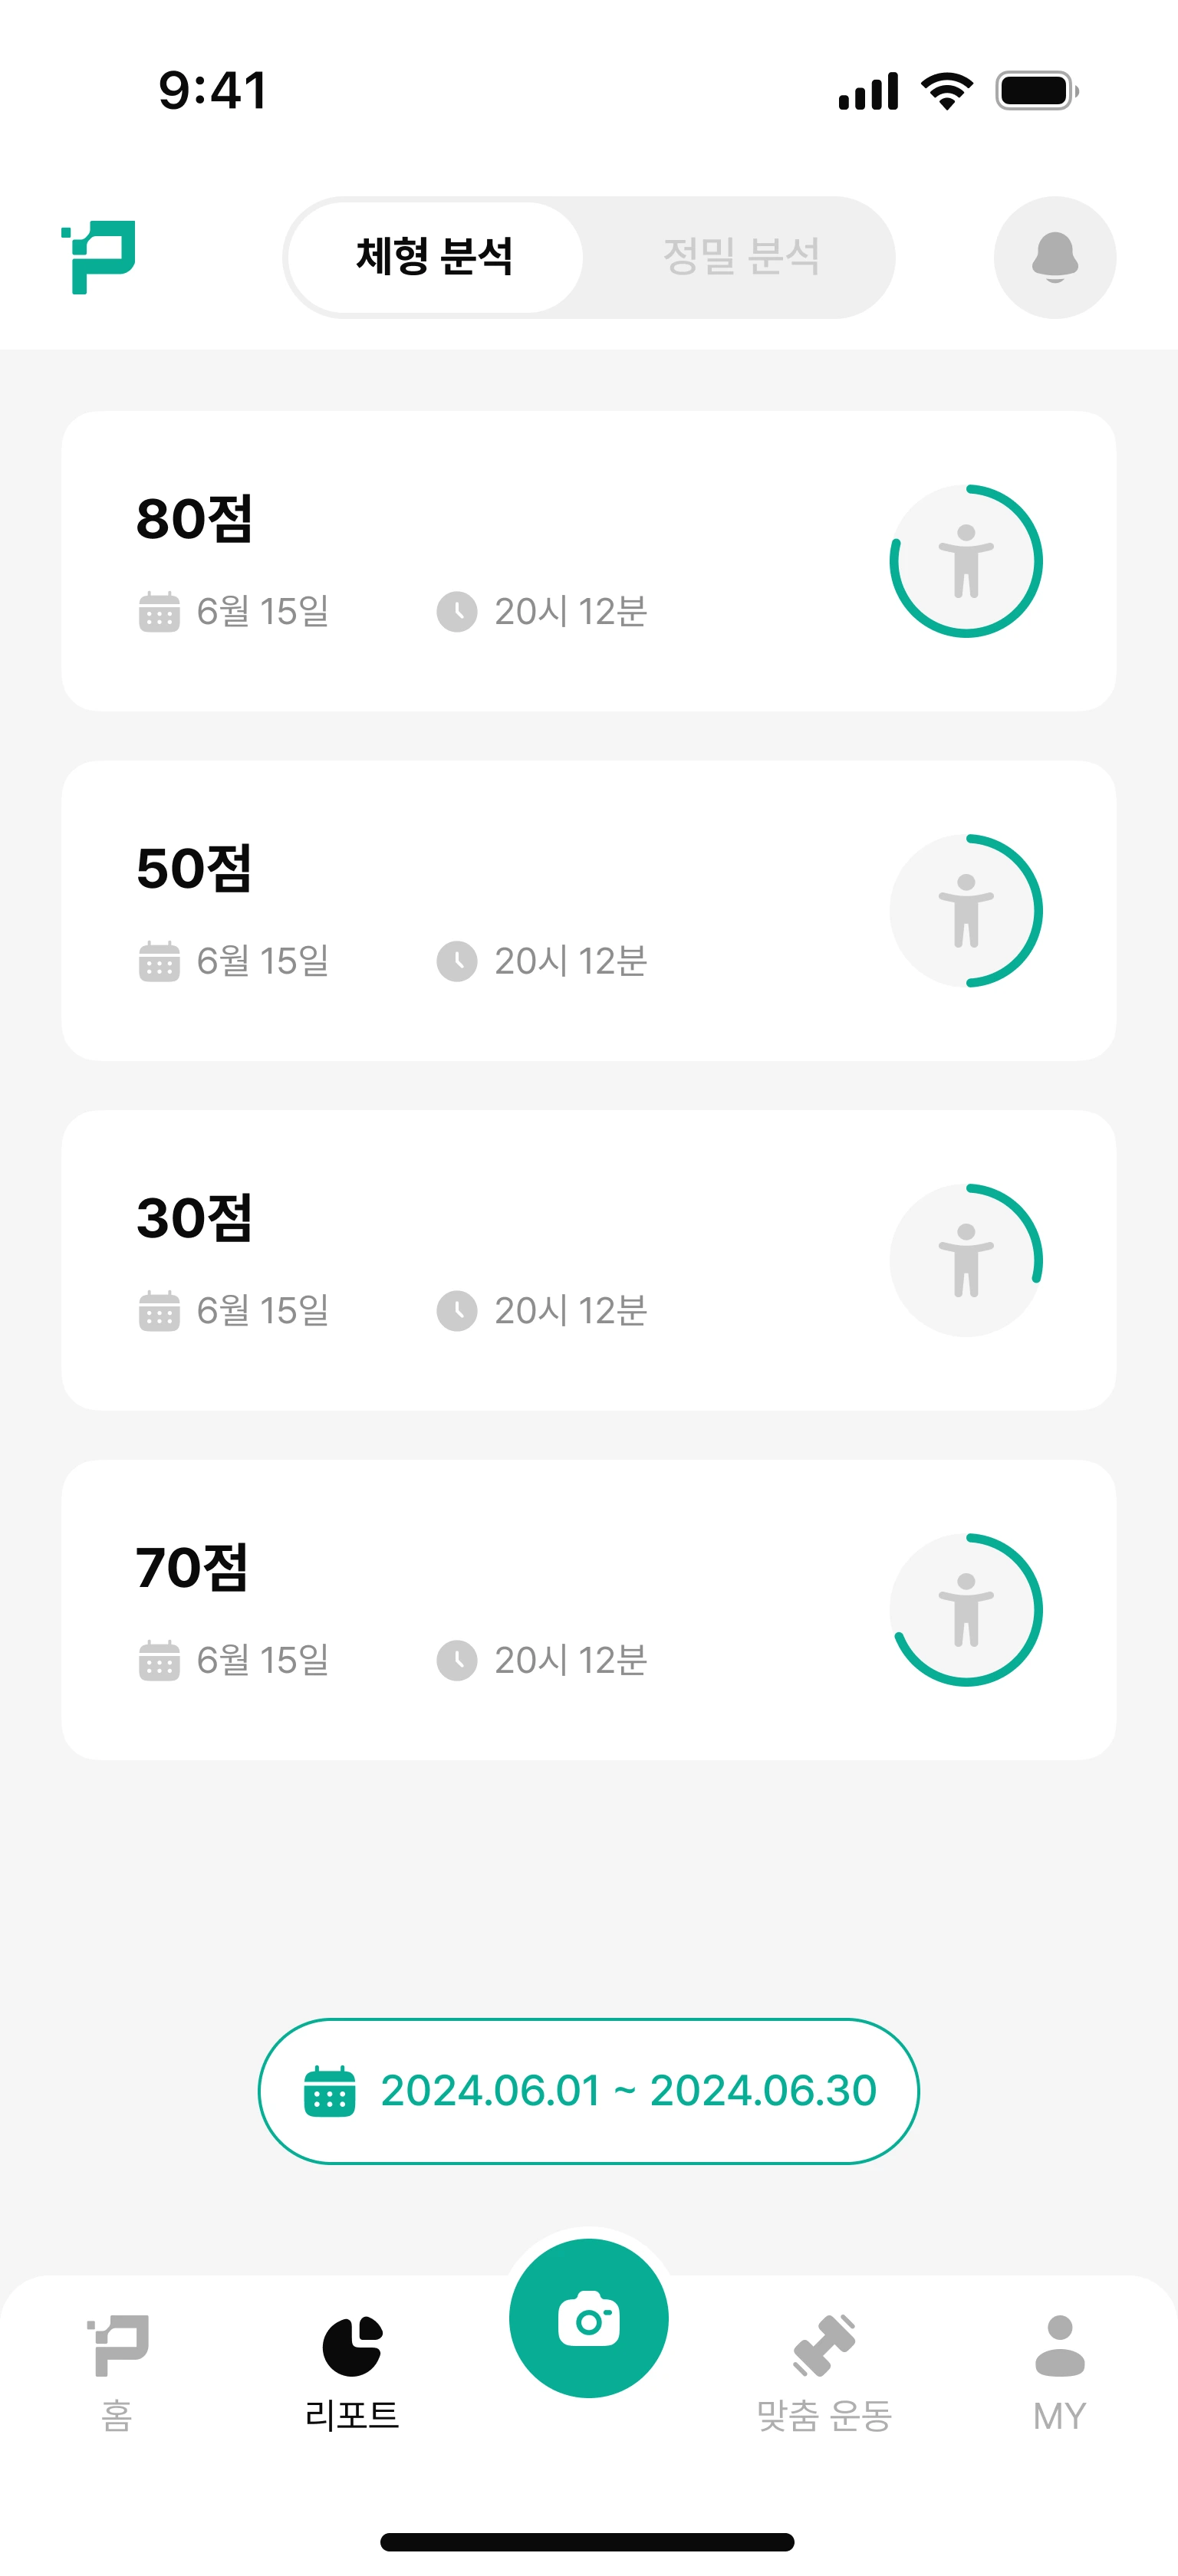 9:41
체형 분석 정밀 분석
80점
6월 15일 20시 12분
50점
6월 15일 20시 12분
30점
6월 15일 20시 12분
70점
6월 15일 20시 12분
2024.06.01 ~ 2024.06.30
홈 리포트 맞춤 운동 MY